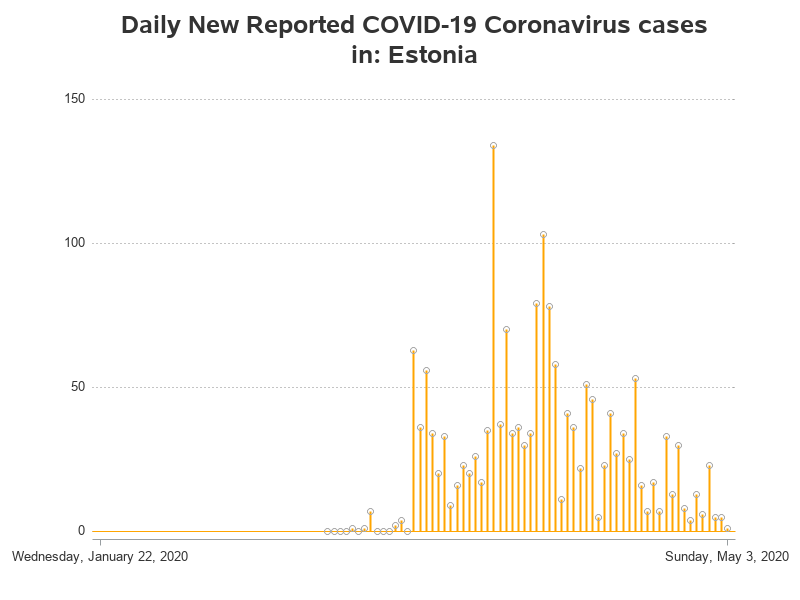 Daily New Reported COVID-19 Coronavirus cases
in: Estonia
150
100
50
0
Wednesday, January 22, 2020
Sunday, May 3, 2020